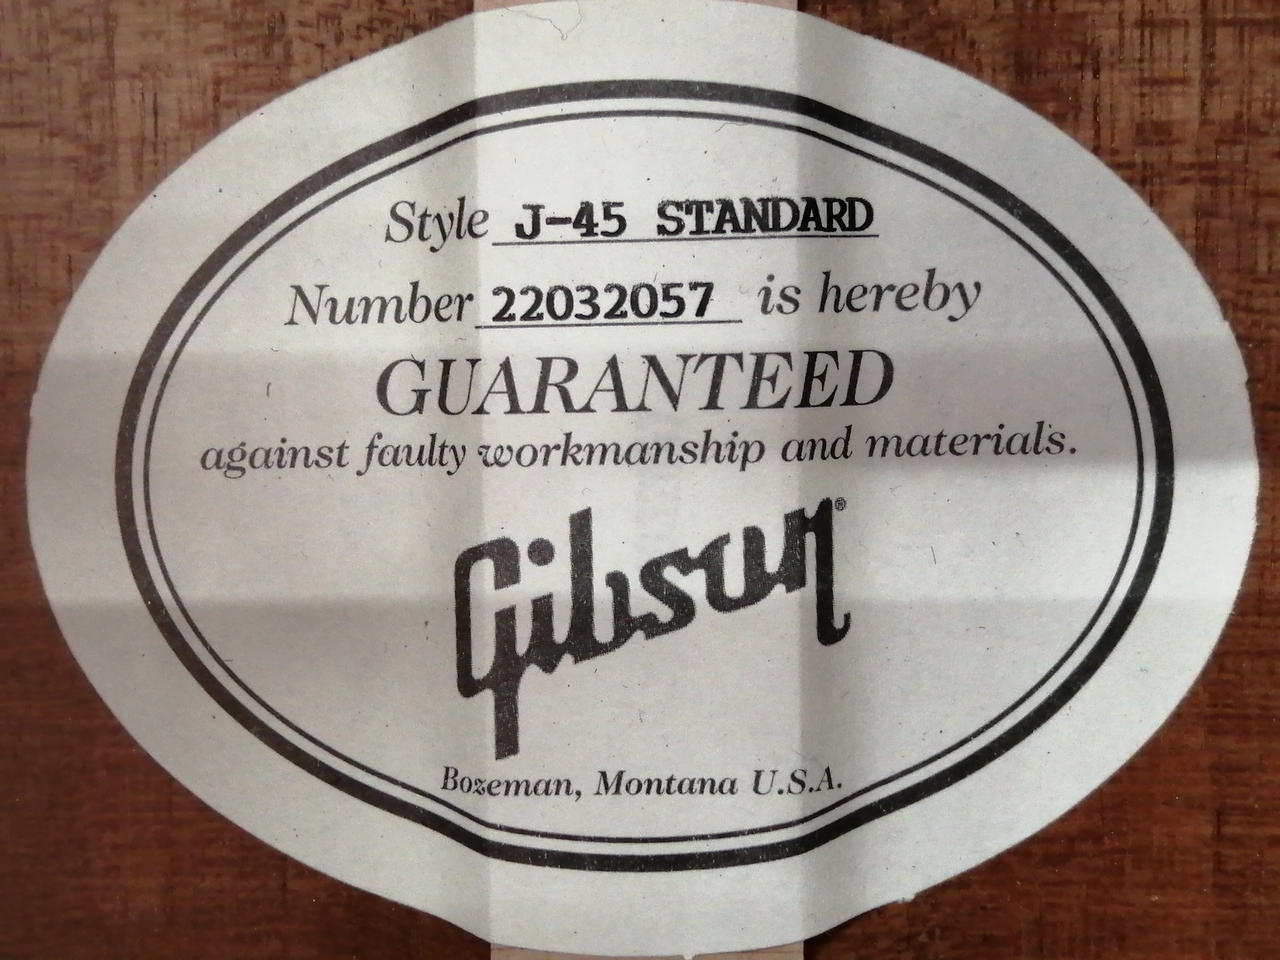 Style J-45 STANDARD
Number 22032057 is hereby
GUARANTEED
against faulty workmanship and materials.
Gibson®
Bozeman, Montana U.S.A.